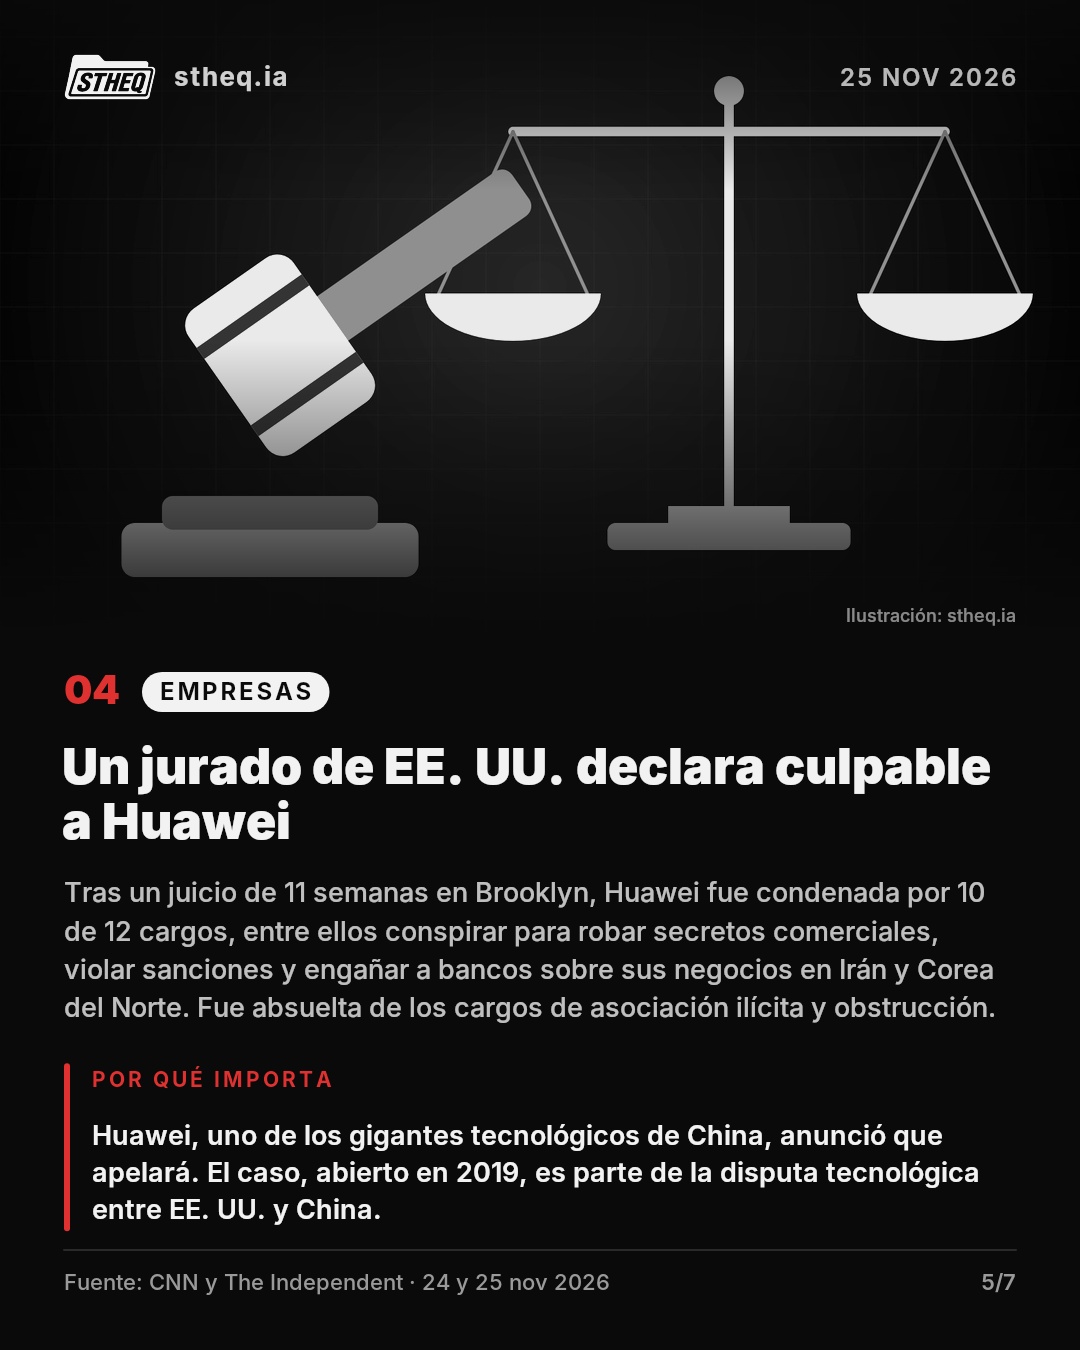 STHEQ stheq.ia 25 NOV 2026
Ilustración: stheq.ia
04 EMPRESAS
Un jurado de EE. UU. declara culpable
a Huawei
Tras un juicio de 11 semanas en Brooklyn, Huawei fue condenada por 10
de 12 cargos, entre ellos conspirar para robar secretos comerciales,
violar sanciones y engañar a bancos sobre sus negocios en Irán y Corea
del Norte. Fue absuelta de los cargos de asociación ilícita y obstrucción.
POR QUÉ IMPORTA
Huawei, uno de los gigantes tecnológicos de China, anunció que
apelará. El caso, abierto en 2019, es parte de la disputa tecnológica
entre EE. UU. y China.
Fuente: CNN y The Independent · 24 y 25 nov 2026 5/7